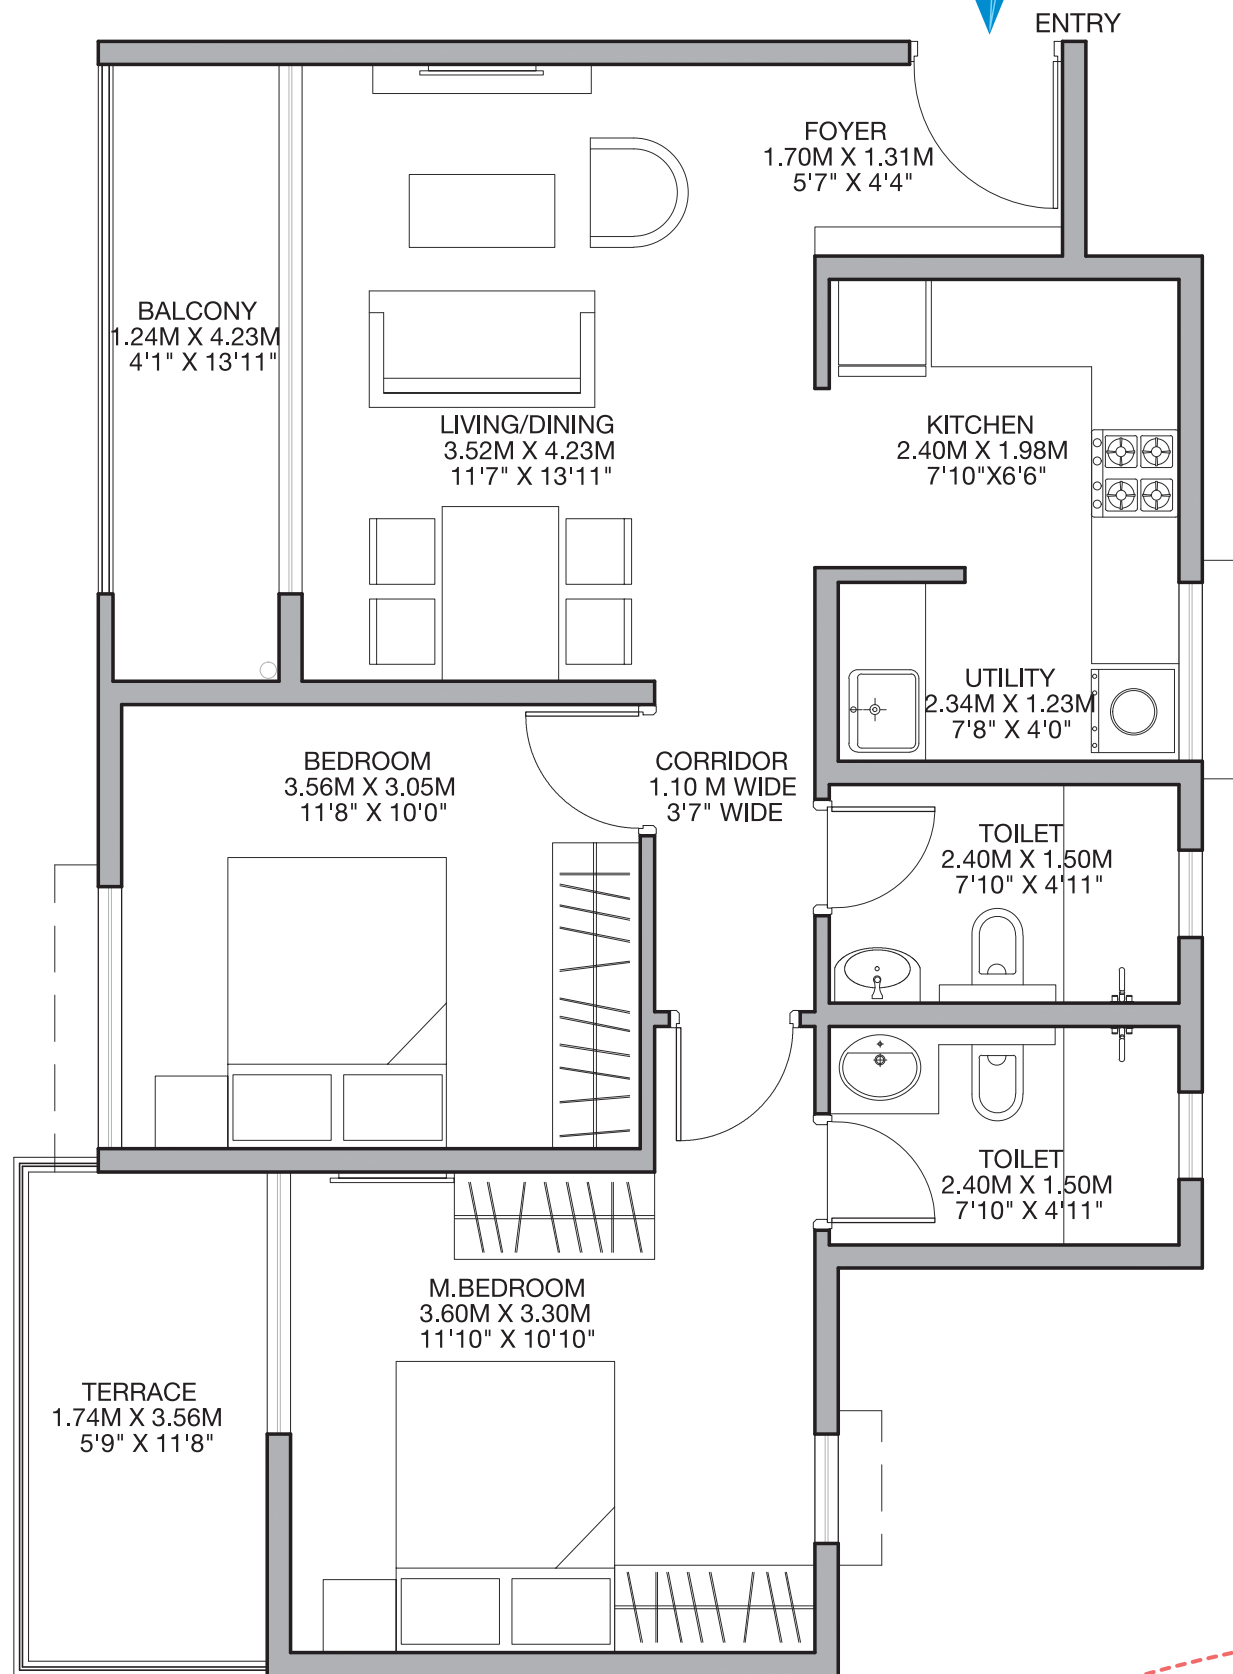 ENTRY
FOYER
1.70M X 1.31M
5'7" X 4'4"
BALCONY
1.24M X 4.23M
4'1" X 13'11"
LIVING/DINING
3.52M X 4.23M
11'7" X 13'11"
KITCHEN
2.40M X 1.98M
7'10"X6'6"
UTILITY
2.34M X 1.23M
7'8" X 4'0"
BEDROOM
3.56M X 3.05M
11'8" X 10'0"
CORRIDOR
1.10 M WIDE
3'7" WIDE
TOILET
2.40M X 1.50M
7'10" X 4'11"
TOILET
2.40M X 1.50M
7'10" X 4'11"
M.BEDROOM
3.60M X 3.30M
11'10" X 10'10"
TERRACE
1.74M X 3.56M
5'9" X 11'8"